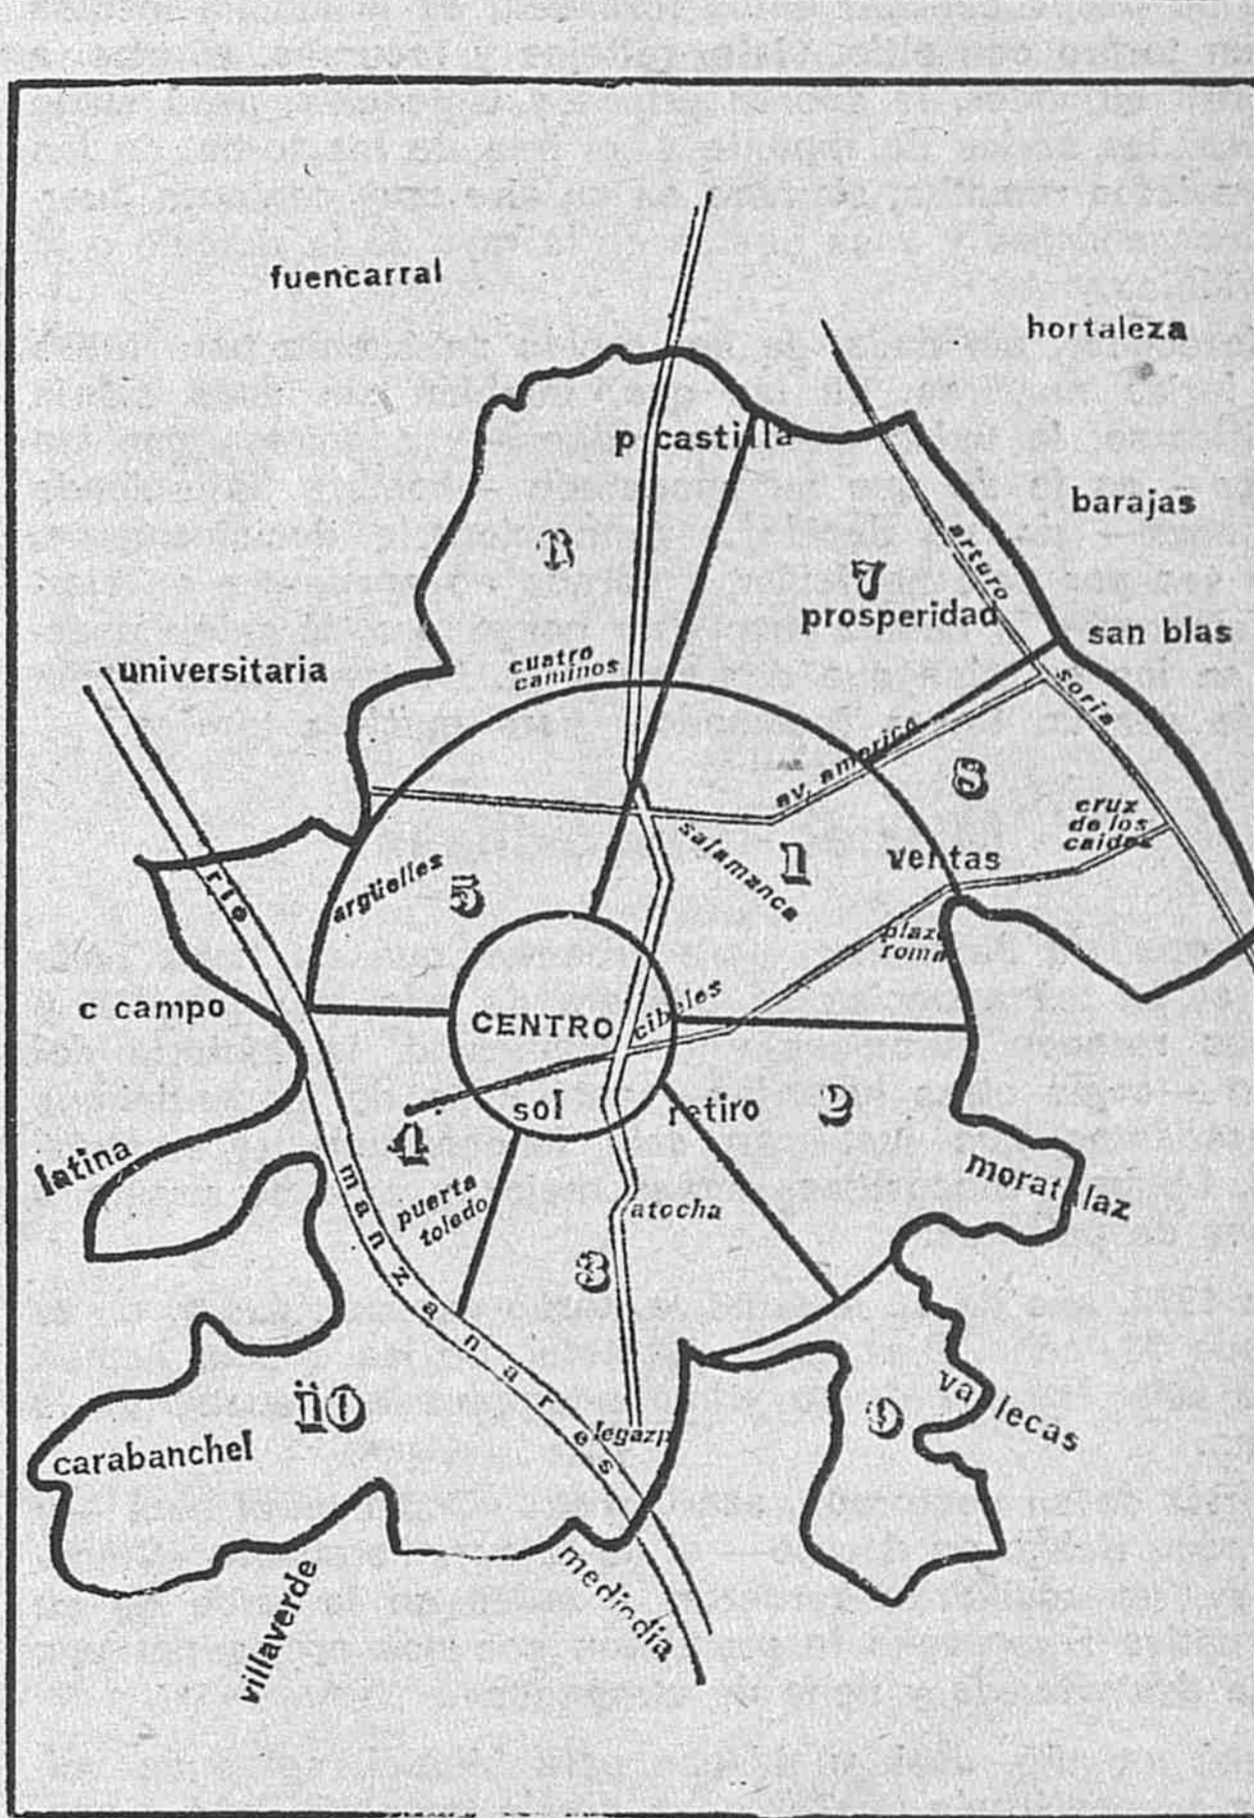 fuencarral
hortaleza
p castilla
barajas
arturo
7
prosperidad
san blas
cuatro
caminos
universitaria
soria
av. america
8
cruz
de los
caidos
salamanca
1
ventas
argüelles
5
rio
plaza
roma
c campo
CENTRO
cibeles
sol
retiro
2
4
latina
moratalaz
puerta
toledo
atocha
3
manzanares
9
vallecas
10
legazpi
carabanchel
mediodia
villaverde